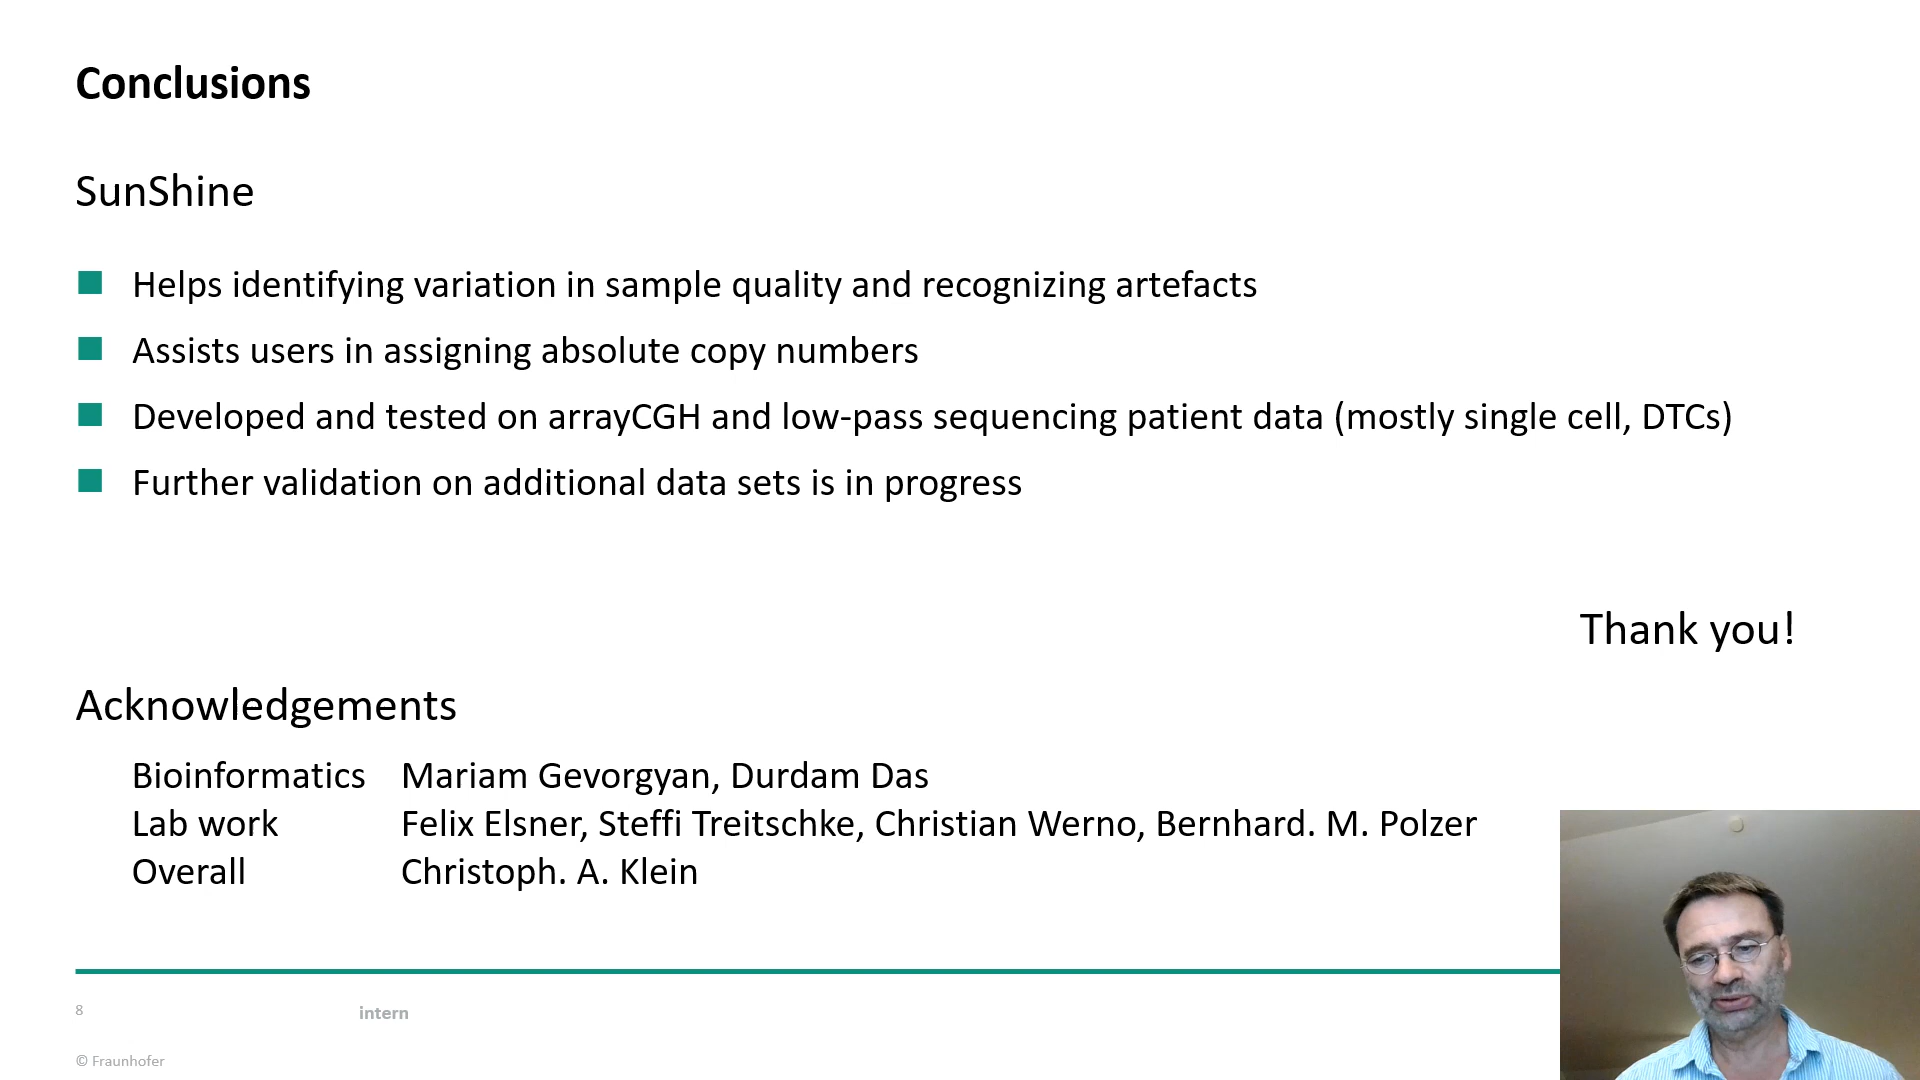 Conclusions
SunShine
Helps identifying variation in sample quality and recognizing artefacts
Assists users in assigning absolute copy numbers
Developed and tested on arrayCGH and low-pass sequencing patient data (mostly single cell, DTCs)
Further validation on additional data sets is in progress
Thank you!
Acknowledgements
Bioinformatics Mariam Gevorgyan, Durdam Das
Lab work Felix Elsner, Steffi Treitschke, Christian Werno, Bernhard. M. Polzer
Overall Christoph. A. Klein
8 intern
© Fraunhofer